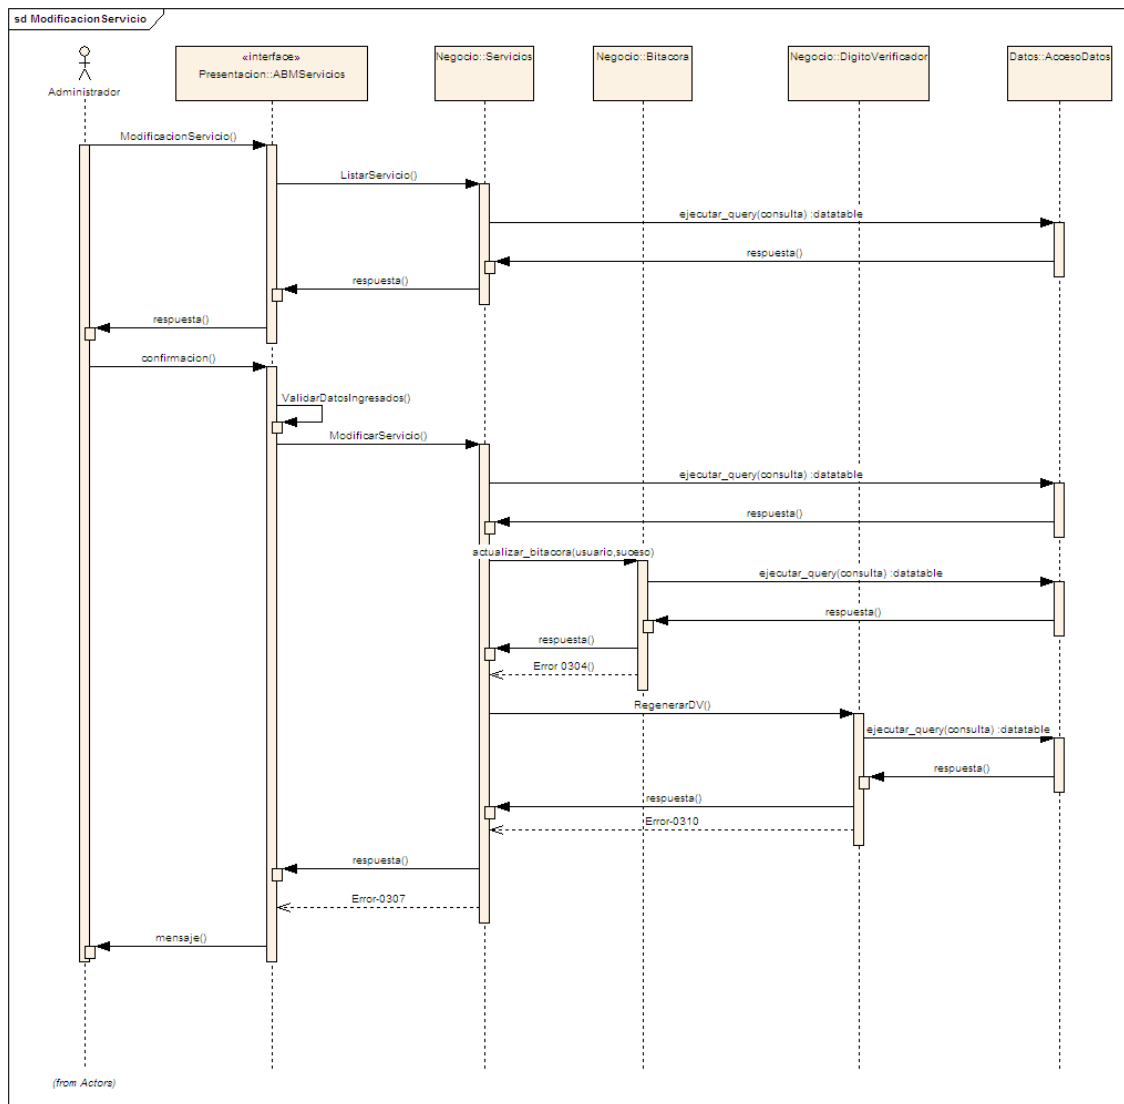 sd ModificacionServicio
Administrador
«interface»
Presentacion::ABMServicios
Negocio::Servicios
Negocio::Bitacora
Negocio::DigitoVerificador
Datos::AccesoDatos
ModificacionServicio()
ListarServicio()
ejecutar_query(consulta) :datatable
respuesta()
respuesta()
respuesta()
confirmacion()
ValidarDatosIngresados()
ModificarServicio()
ejecutar_query(consulta) :datatable
respuesta()
actualizar_bitacora(usuario,suceso)
ejecutar_query(consulta) :datatable
respuesta()
respuesta()
Error 0304()
RegenerarDV()
ejecutar_query(consulta) :datatable
respuesta()
respuesta()
Error-0310
respuesta()
Error-0307
mensaje()
(from Actors)